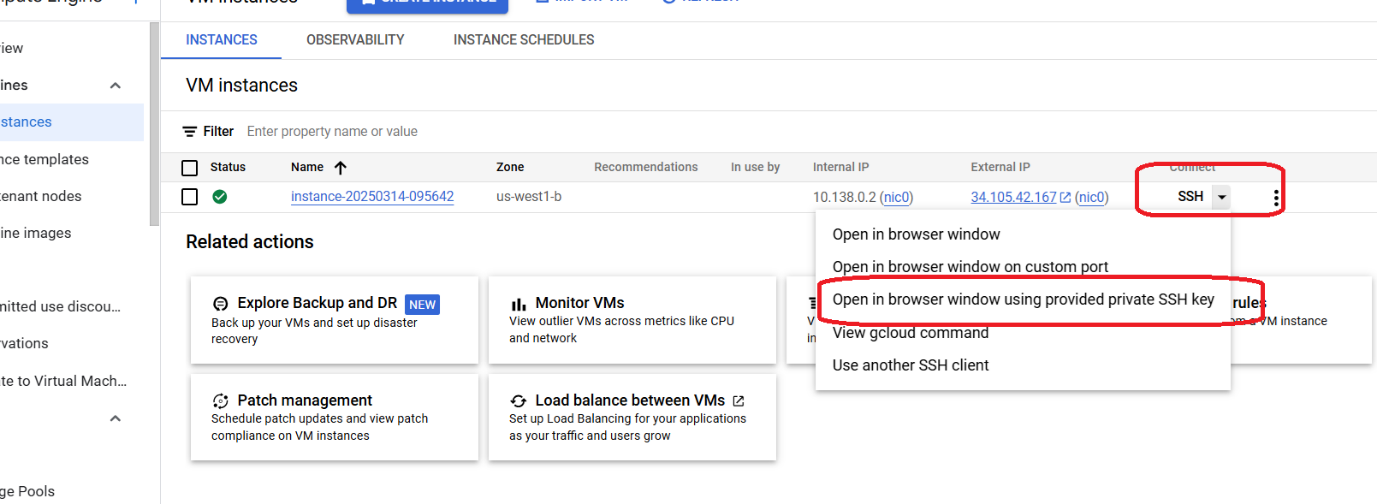 VM instances
CREATE INSTANCE
IMPORT VM
REFRESH
INSTANCES OBSERVABILITY INSTANCE SCHEDULES
VM instances
Filter Enter property name or value
Status Name Zone Recommendations In use by Internal IP External IP Connect
instance-20250314-095642 us-west1-b 10.138.0.2 (nic0) 34.105.42.167 (nic0) SSH
Open in browser window
Open in browser window on custom port
Open in browser window using provided private SSH key
View gcloud command
Use another SSH client
Related actions
Explore Backup and DR NEW
Back up your VMs and set up disaster
recovery
Monitor VMs
View outlier VMs across metrics like CPU
and network
rules
a VM instance
Patch management
Schedule patch updates and view patch
compliance on VM instances
Load balance between VMs
Set up Load Balancing for your applications
as your traffic and users grow
iew
ines
stances
nce templates
tenant nodes
ine images
mitted use discou...
rvations
ate to Virtual Mach...
ge Pools